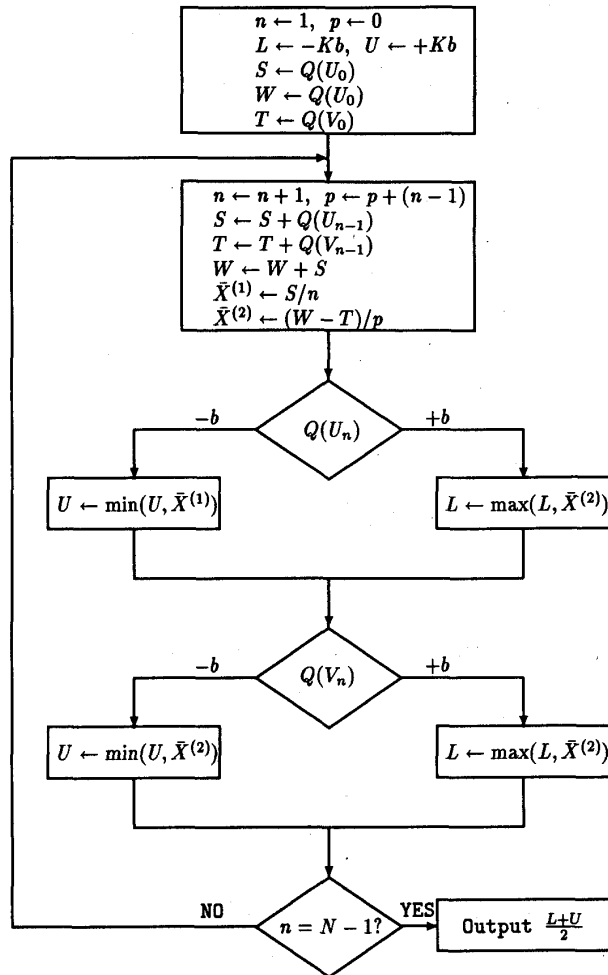 n ← 1, p ← 0
L ← −Kb, U ← +Kb
S ← Q(U₀)
W ← Q(U₀)
T ← Q(V₀)
n ← n + 1, p ← p + (n − 1)
S ← S + Q(Uₙ₋₁)
T ← T + Q(Vₙ₋₁)
W ← W + S
X̄⁽¹⁾ ← S/n
X̄⁽²⁾ ← (W − T)/p
−b
Q(Uₙ)
+b
U ← min(U, X̄⁽¹⁾)
L ← max(L, X̄⁽²⁾)
−b
Q(Vₙ)
+b
U ← min(U, X̄⁽²⁾)
L ← max(L, X̄⁽²⁾)
NO
n = N − 1?
YES
Output (L+U)/2